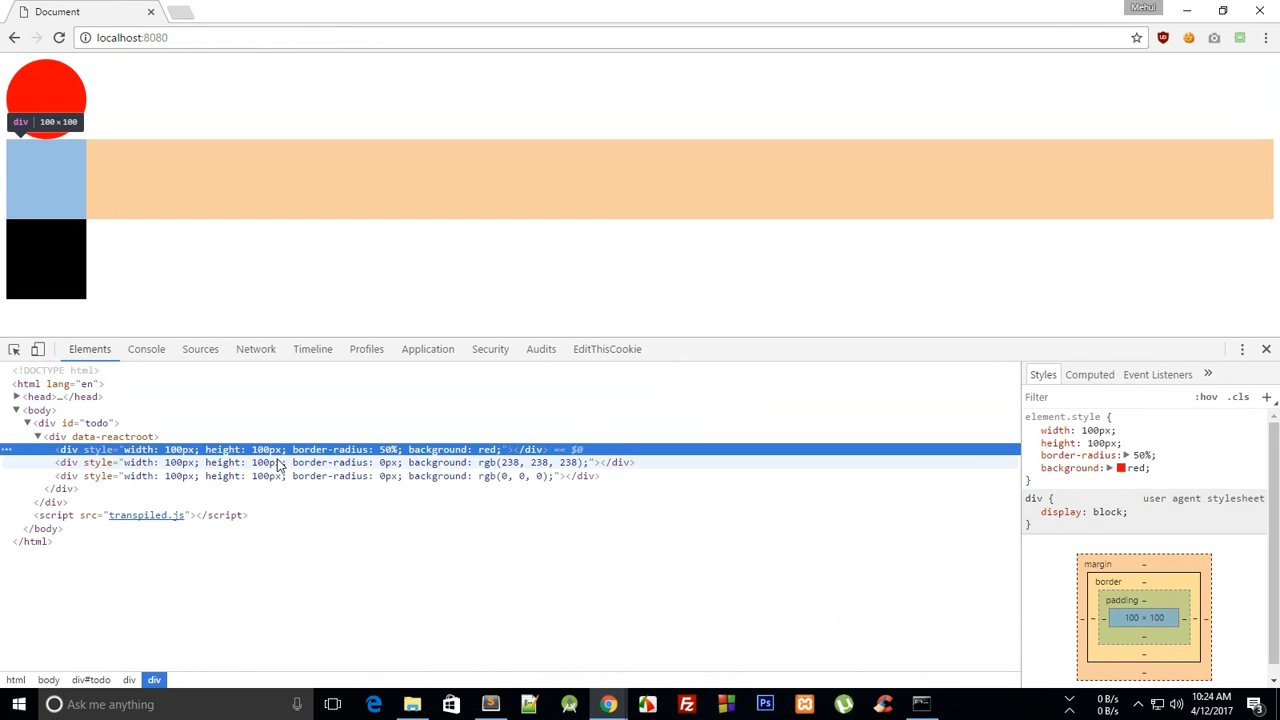 Document
Mehul
localhost:8080
div 100×100
Elements Console Sources Network Timeline Profiles Application Security Audits EditThisCookie
<!DOCTYPE html>
<html lang="en">
<head>…</head>
<body>
<div id="todo">
<div data-reactroot>
<div style="width: 100px; height: 100px; border-radius: 50%; background: red;"></div> == $0
<div style="width: 100px; height: 100px; border-radius: 0px; background: rgb(238, 238, 238);"></div>
<div style="width: 100px; height: 100px; border-radius: 0px; background: rgb(0, 0, 0);"></div>
</div>
</div>
<script src="transpiled.js"></script>
</body>
</html>
Styles Computed Event Listeners »
Filter :hov .cls +
element.style {
width: 100px;
height: 100px;
border-radius: 50%;
background: red;
}
div { user agent stylesheet
display: block;
}
margin –
border –
padding –
– – – 100 × 100 – – –
–
–
–
html body div#todo div div
Ask me anything
0 B/s
0 B/s
10:24 AM
4/12/2017
3